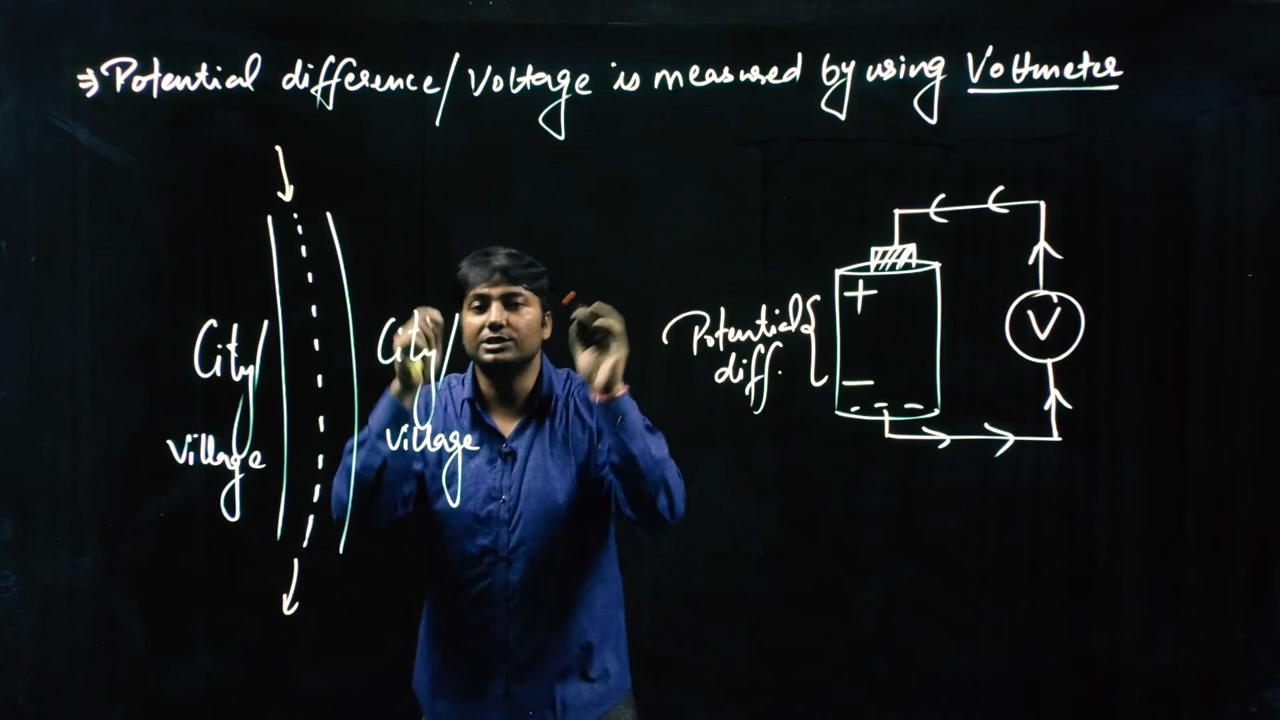 ⇒ Potential difference/Voltage is measured by using Voltmeter
City/
Village
City/
Village
Potential
diff.
+
−
V